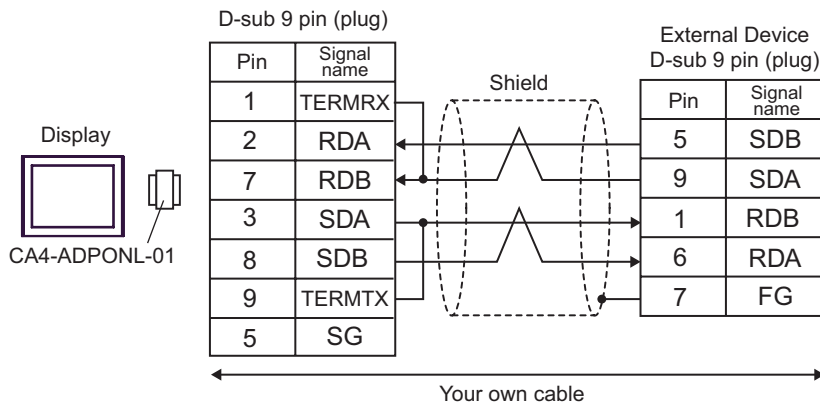 D-sub 9 pin (plug)
External Device
D-sub 9 pin (plug)
Display
CA4-ADPONL-01
Pin Signal name
1 TERMRX
2 RDA
7 RDB
3 SDA
8 SDB
9 TERMTX
5 SG
Shield
Pin Signal name
5 SDB
9 SDA
1 RDB
6 RDA
7 FG
Your own cable